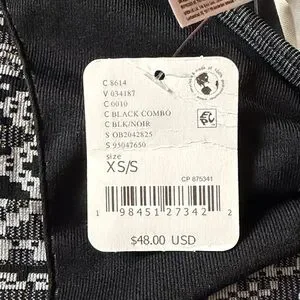 C 8614
V 034187
C 0010
C BLACK COMBO
C BLK/NOIR
S OB2042825
S 95047650
size
XS/S
CP 875341
1 98451 27342 2
$48.00 USD